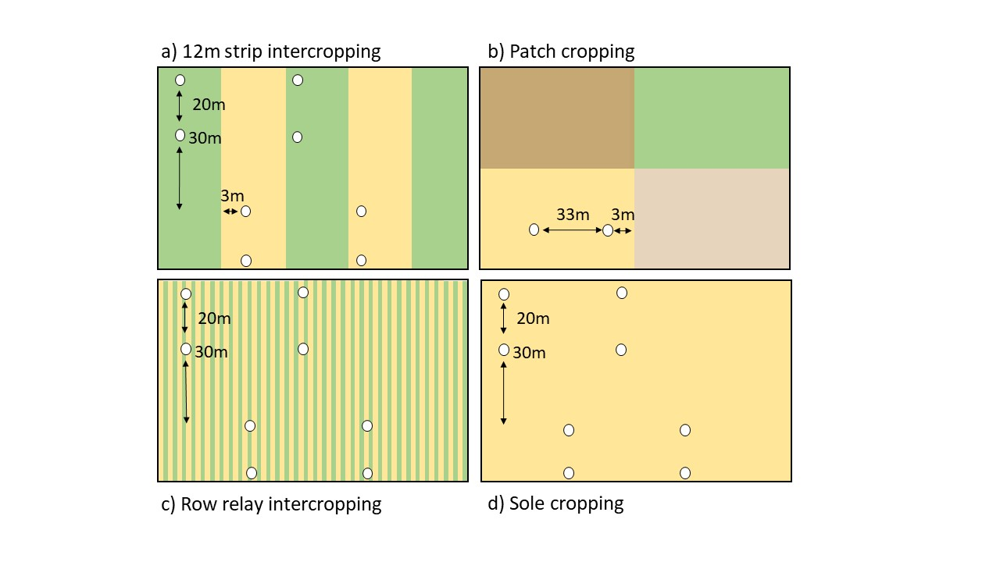 a) 12m strip intercropping
b) Patch cropping
20m
30m
3m
33m
3m
20m
30m
20m
30m
c) Row relay intercropping
d) Sole cropping